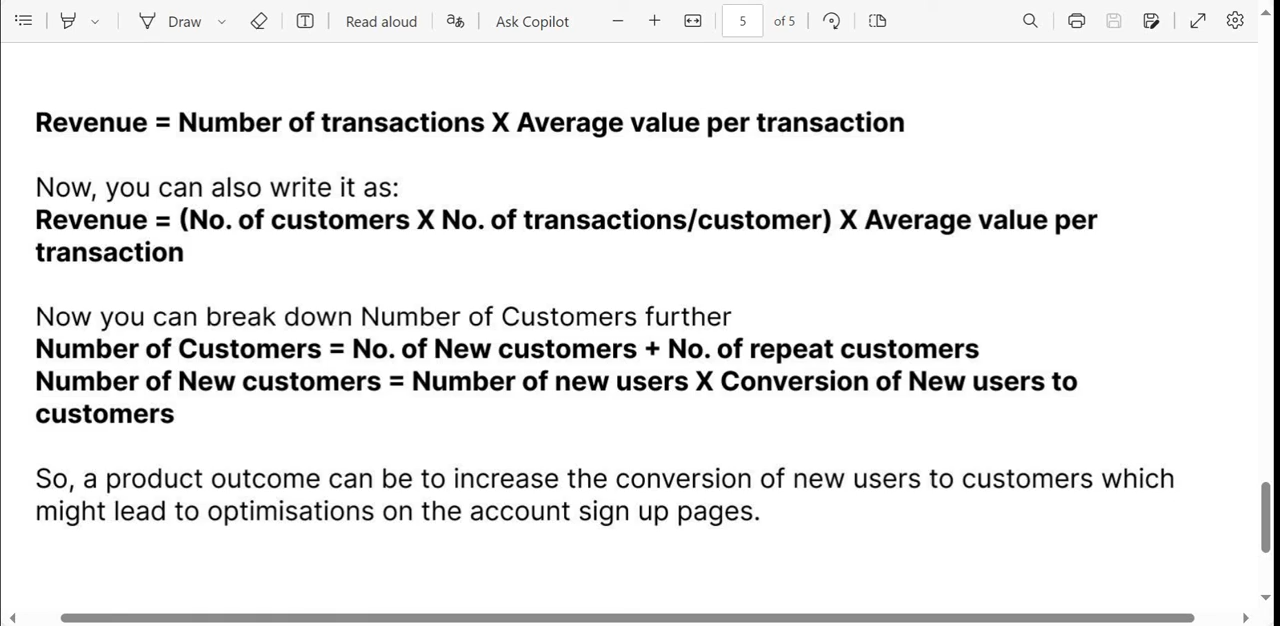 Draw
Read aloud
aあ
Ask Copilot
5
of 5
Revenue = Number of transactions X Average value per transaction
Now, you can also write it as:
Revenue = (No. of customers X No. of transactions/customer) X Average value per
transaction
Now you can break down Number of Customers further
Number of Customers = No. of New customers + No. of repeat customers
Number of New customers = Number of new users X Conversion of New users to
customers
So, a product outcome can be to increase the conversion of new users to customers which
might lead to optimisations on the account sign up pages.